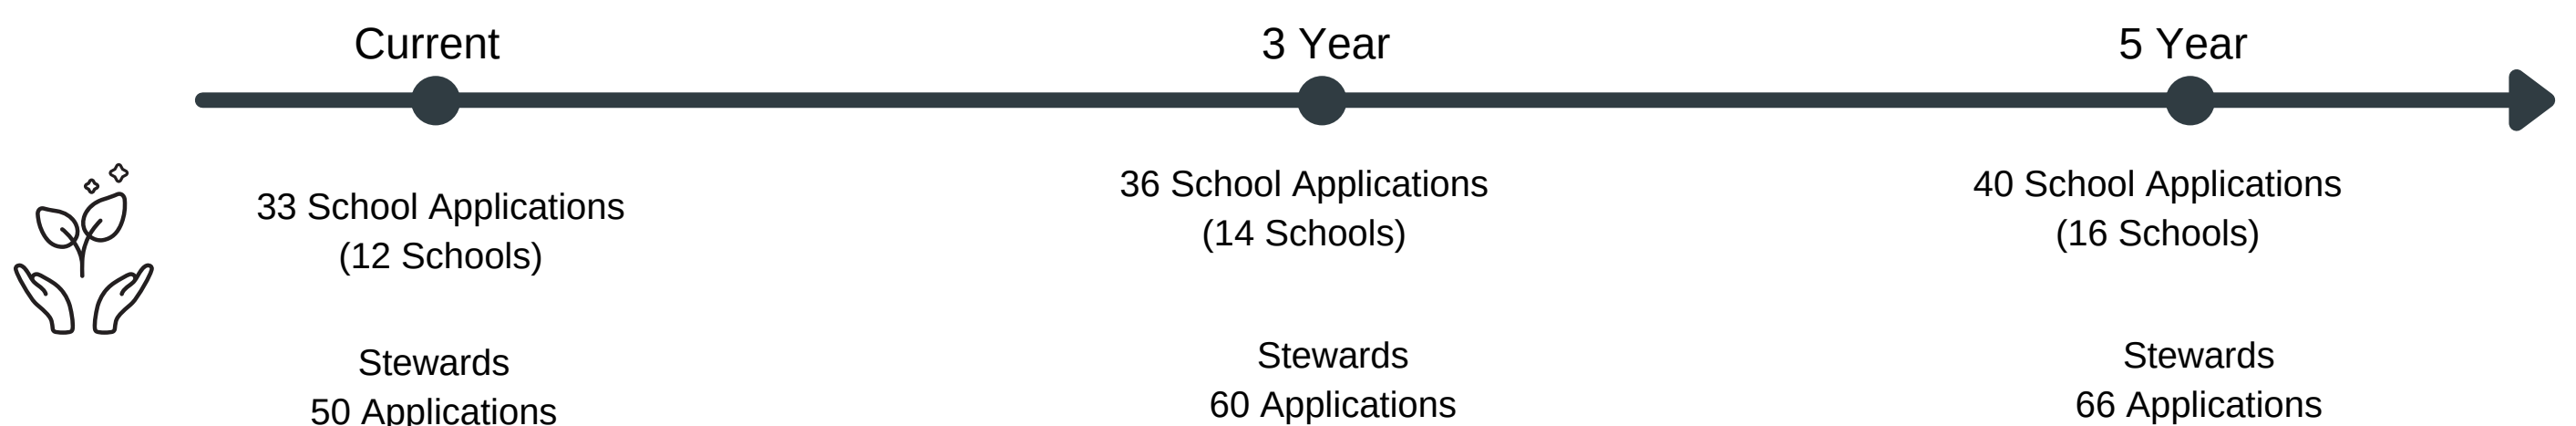 Current
3 Year
5 Year
33 School Applications
(12 Schools)
36 School Applications
(14 Schools)
40 School Applications
(16 Schools)
Stewards
50 Applications
Stewards
60 Applications
Stewards
66 Applications